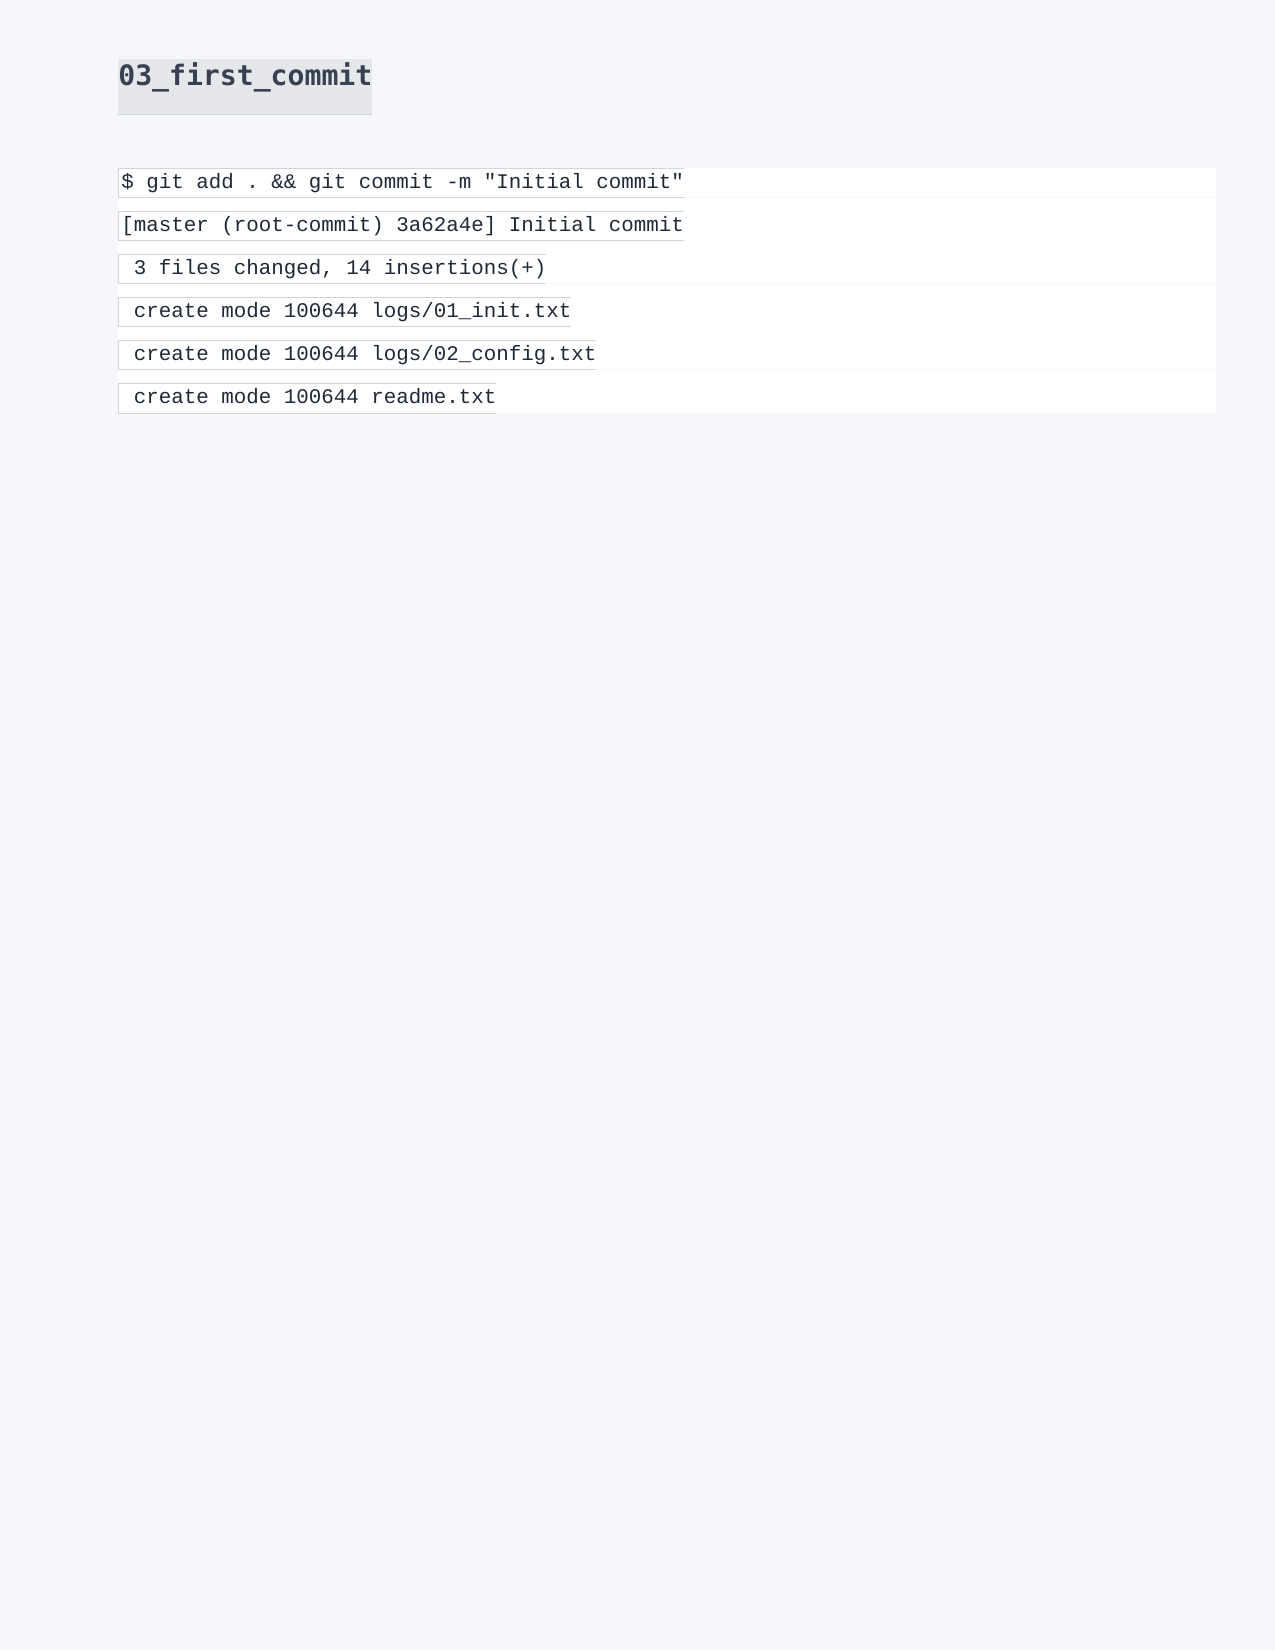 03_first_commit
$ git add . && git commit -m "Initial commit"
[master (root-commit) 3a62a4e] Initial commit
 3 files changed, 14 insertions(+)
 create mode 100644 logs/01_init.txt
 create mode 100644 logs/02_config.txt
 create mode 100644 readme.txt